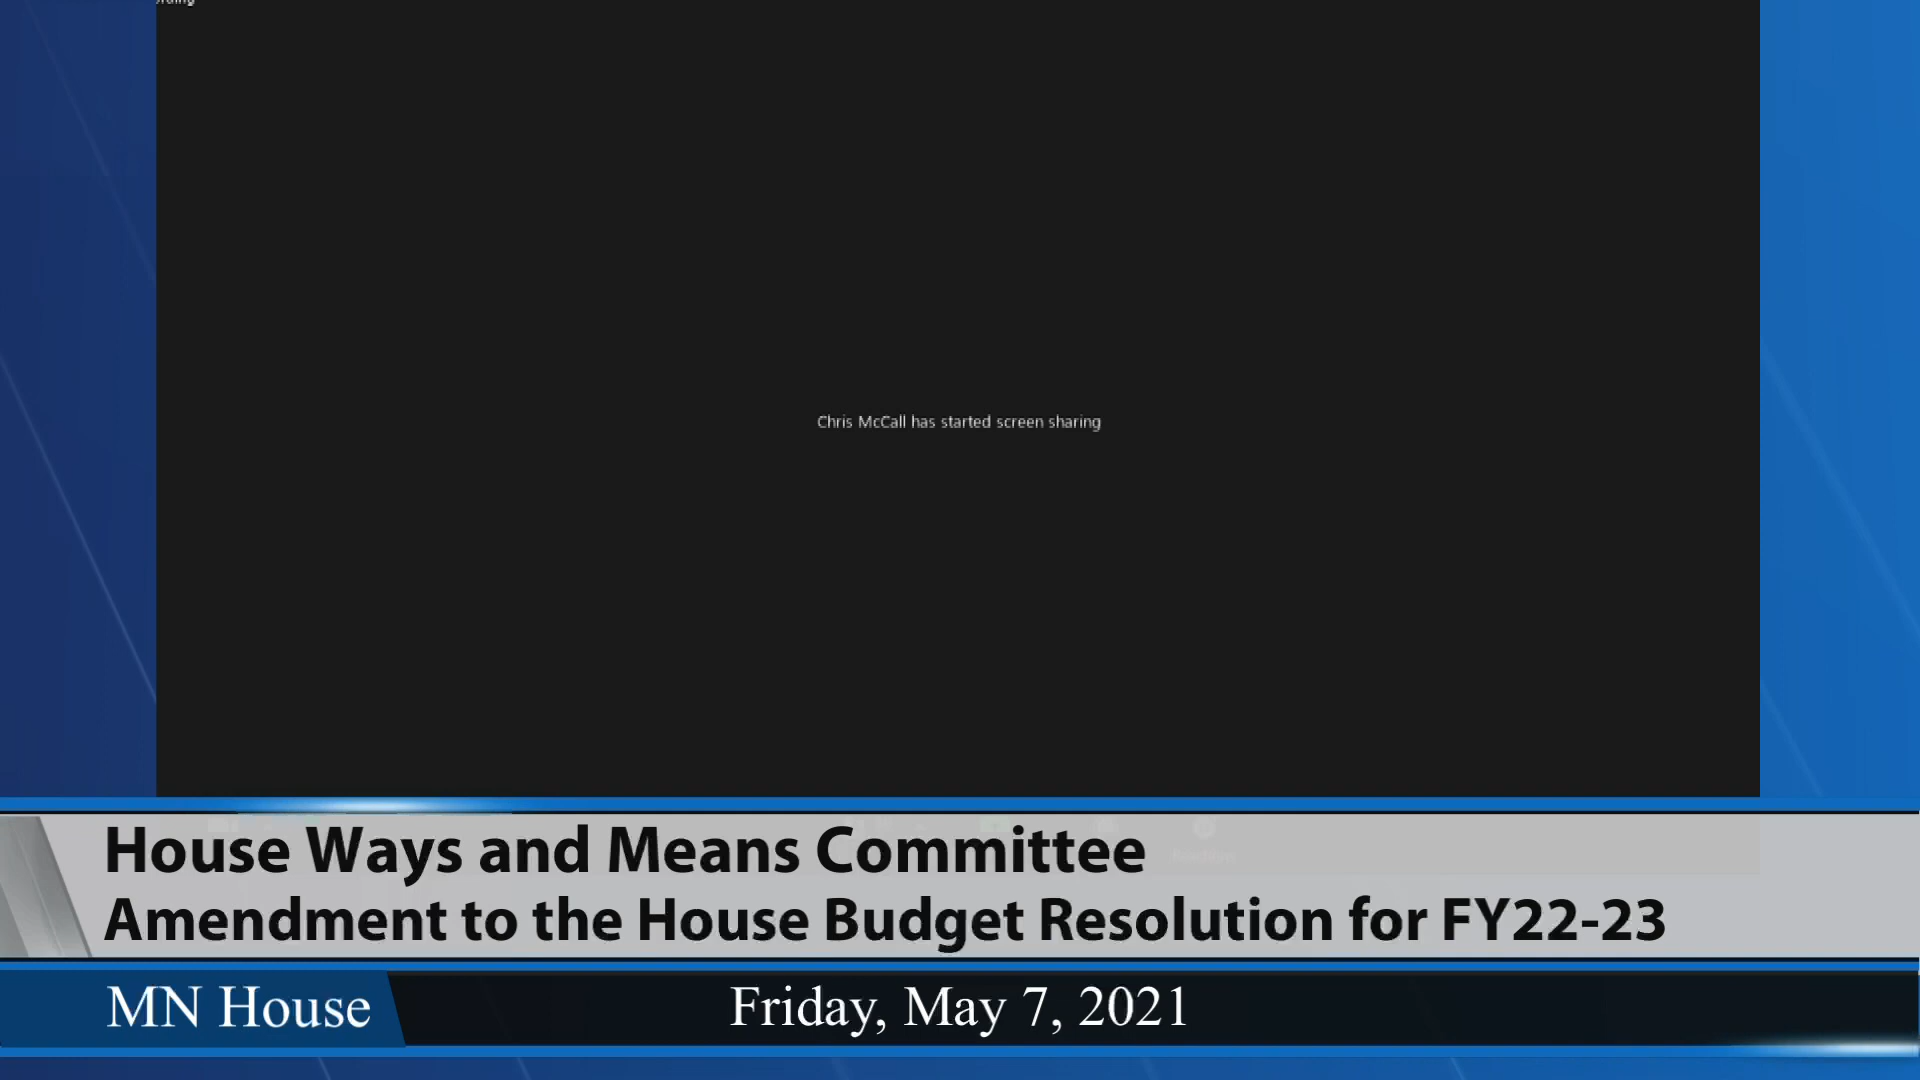 Chris McCall has started screen sharing
House Ways and Means Committee
Amendment to the House Budget Resolution for FY22-23
MN House
Friday, May 7, 2021